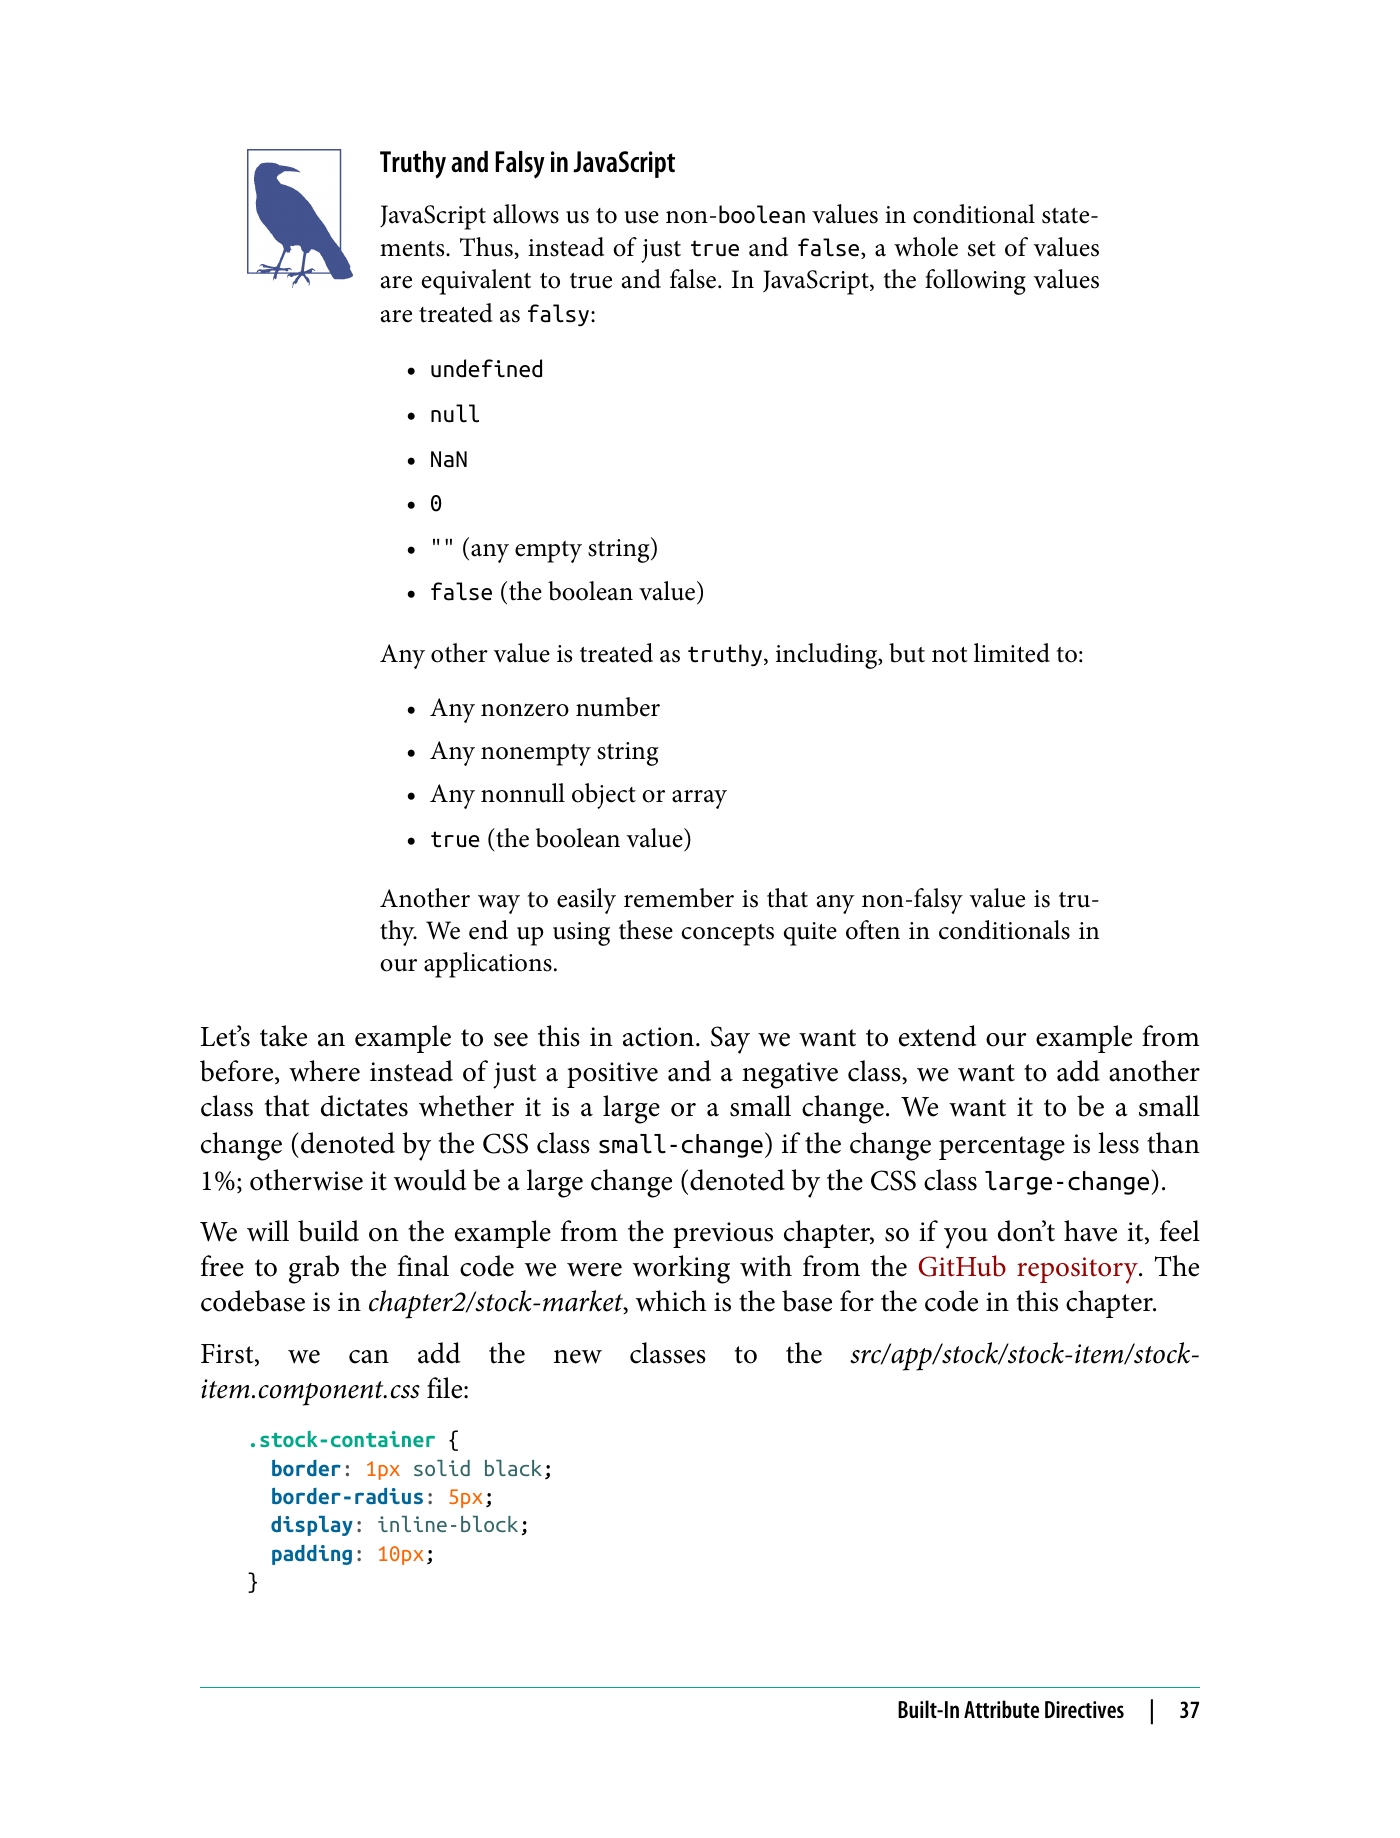 Truthy and Falsy in JavaScript
JavaScript allows us to use non-boolean values in conditional state-
ments. Thus, instead of just true and false, a whole set of values
are equivalent to true and false. In JavaScript, the following values
are treated as falsy:
• undefined
• null
• NaN
• 0
• "" (any empty string)
• false (the boolean value)
Any other value is treated as truthy, including, but not limited to:
• Any nonzero number
• Any nonempty string
• Any nonnull object or array
• true (the boolean value)
Another way to easily remember is that any non-falsy value is tru-
thy. We end up using these concepts quite often in conditionals in
our applications.
Let’s take an example to see this in action. Say we want to extend our example from
before, where instead of just a positive and a negative class, we want to add another
class that dictates whether it is a large or a small change. We want it to be a small
change (denoted by the CSS class small-change) if the change percentage is less than
1%; otherwise it would be a large change (denoted by the CSS class large-change).
We will build on the example from the previous chapter, so if you don’t have it, feel
free to grab the final code we were working with from the GitHub repository. The
codebase is in chapter2/stock-market, which is the base for the code in this chapter.
First, we can add the new classes to the src/app/stock/stock-item/stock-
item.component.css file:
.stock-container {
  border: 1px solid black;
  border-radius: 5px;
  display: inline-block;
  padding: 10px;
}
Built-In Attribute Directives | 37